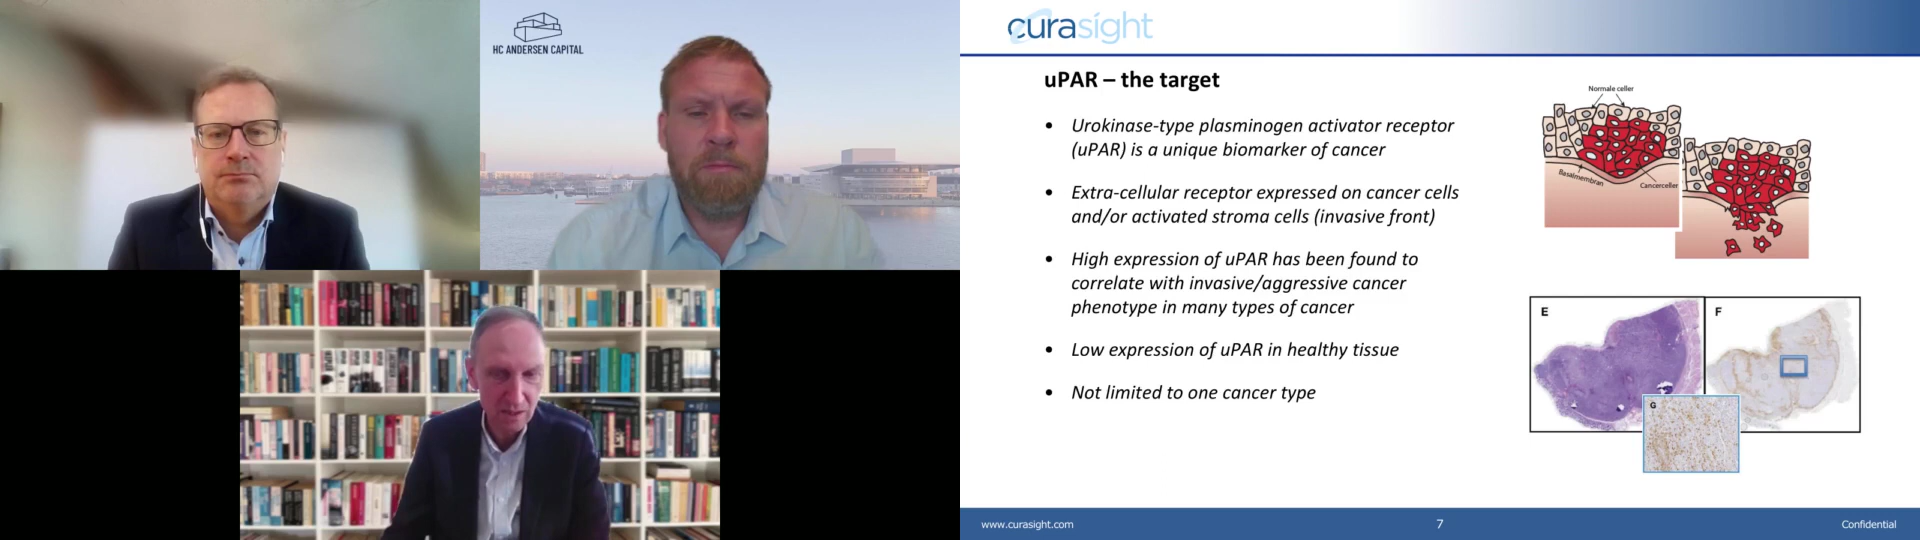 HC ANDERSEN CAPITAL
curasight
uPAR – the target
• Urokinase-type plasminogen activator receptor
(uPAR) is a unique biomarker of cancer
• Extra-cellular receptor expressed on cancer cells
and/or activated stroma cells (invasive front)
• High expression of uPAR has been found to
correlate with invasive/aggressive cancer
phenotype in many types of cancer
• Low expression of uPAR in healthy tissue
• Not limited to one cancer type
Normale celler
Basalmembran
Cancerceller
E
F
G
www.curasight.com
7
Confidential